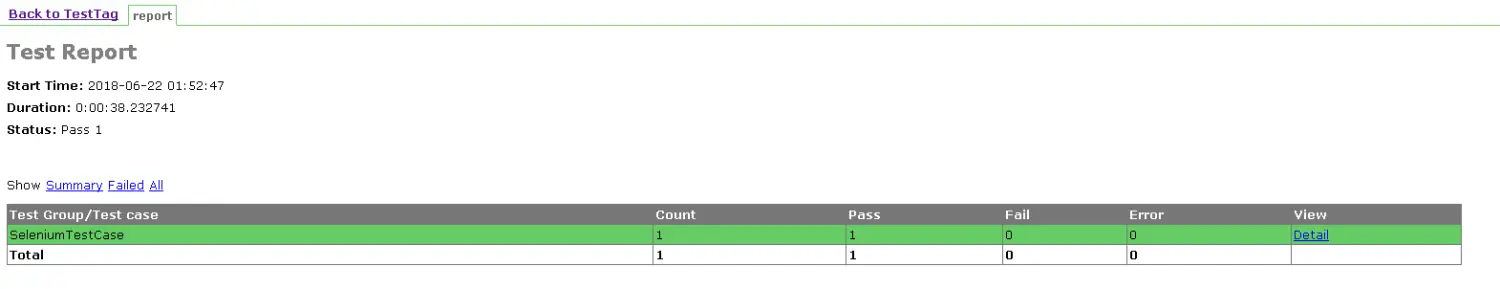 Back to TestTag report
Test Report
Start Time: 2018-06-22 01:52:47
Duration: 0:00:38.232741
Status: Pass 1
Show Summary Failed All
Test Group/Test case Count Pass Fail Error View
SeleniumTestCase 1 1 0 0 Detail
Total 1 1 0 0